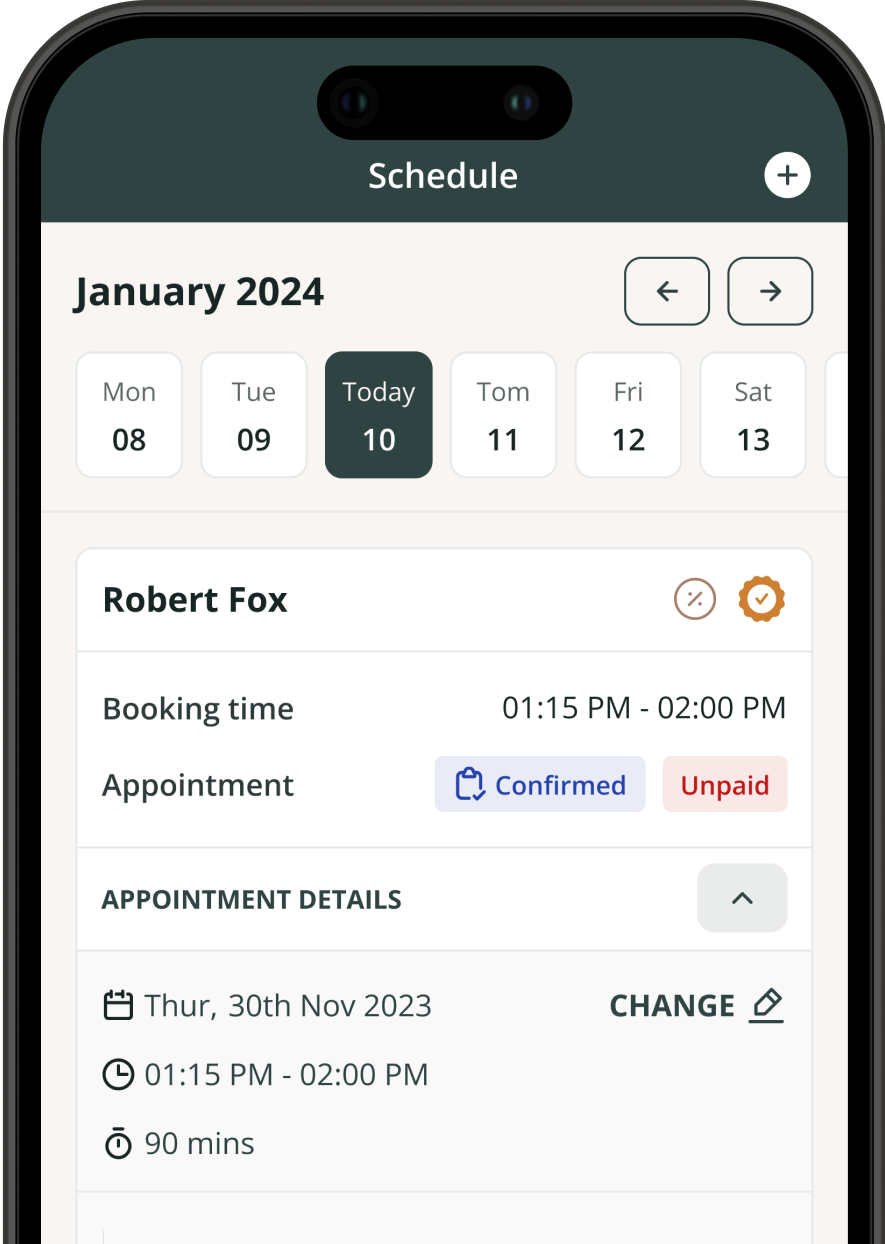 Schedule
January 2024
Mon Tue Today Tom Fri Sat
08 09 10 11 12 13
Robert Fox
Booking time 01:15 PM - 02:00 PM
Appointment Confirmed Unpaid
APPOINTMENT DETAILS
Thur, 30th Nov 2023 CHANGE
01:15 PM - 02:00 PM
90 mins